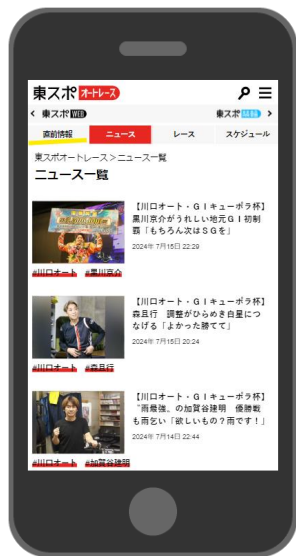 東スポ オートレース
< 東スポ WEB 東スポ 競馬 >
直前情報 ニュース レース スケジュール
東スポオートレース>ニュース一覧
ニュース一覧
【川口オート・GⅠキューポラ杯】
黒川京介がうれしい地元GⅠ初制
覇「もちろん次はSGを」
2024年 7月15日 22:29
#川口オート #黒川京介
【川口オート・GⅠキューポラ杯】
森且行 調整がひらめき白星につ
なげる「よかった勝てて」
2024年 7月15日 20:24
#川口オート #森且行
【川口オート・GⅠキューポラ杯】
〝雨最強〟の加賀谷建明 優勝戦
も雨乞い「欲しいもの?雨です!」
2024年 7月14日 22:44
#川口オート #加賀谷建明